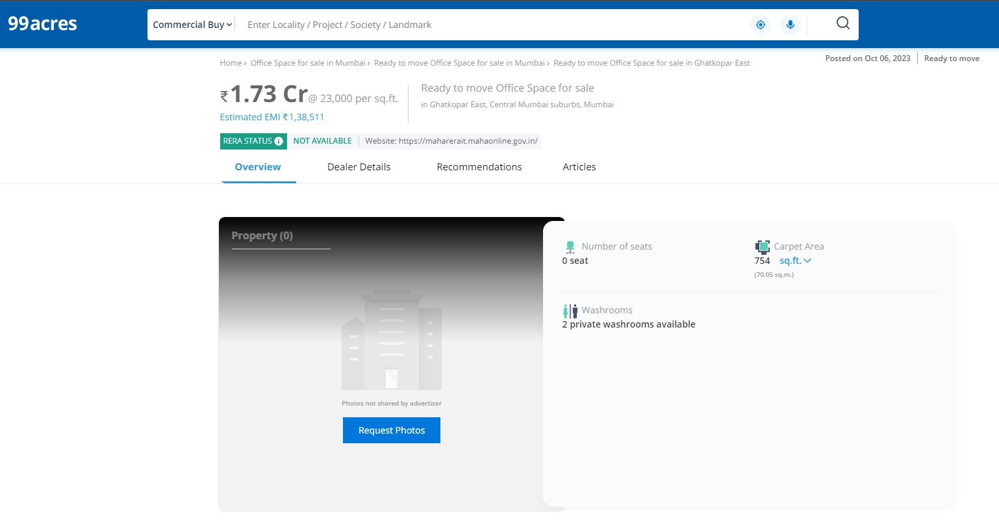 99acres
Commercial Buy
Enter Locality / Project / Society / Landmark
Home › Office Space for sale in Mumbai › Ready to move Office Space for sale in Mumbai › Ready to move Office Space for sale in Ghatkopar East
Posted on Oct 06, 2023 | Ready to move
₹ 1.73 Cr @ 23,000 per sq.ft.
Estimated EMI ₹ 1,38,511
Ready to move Office Space for sale
in Ghatkopar East, Central Mumbai suburbs, Mumbai
RERA STATUS i NOT AVAILABLE | Website: https://maharerait.mahaonline.gov.in/
Overview Dealer Details Recommendations Articles
Property (0)
Photos not shared by advertiser
Request Photos
Number of seats
0 seat
Carpet Area
754 sq.ft.
(70.05 sq.m.)
Washrooms
2 private washrooms available